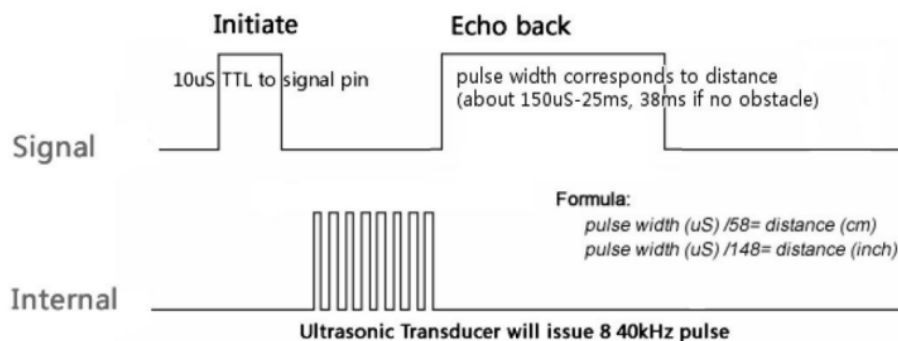 Initiate
Echo back
10uS TTL to signal pin
pulse width corresponds to distance
(about 150uS-25ms, 38ms if no obstacle)
Signal
Formula:
pulse width (uS) /58= distance (cm)
pulse width (uS) /148= distance (inch)
Internal
Ultrasonic Transducer will issue 8 40kHz pulse